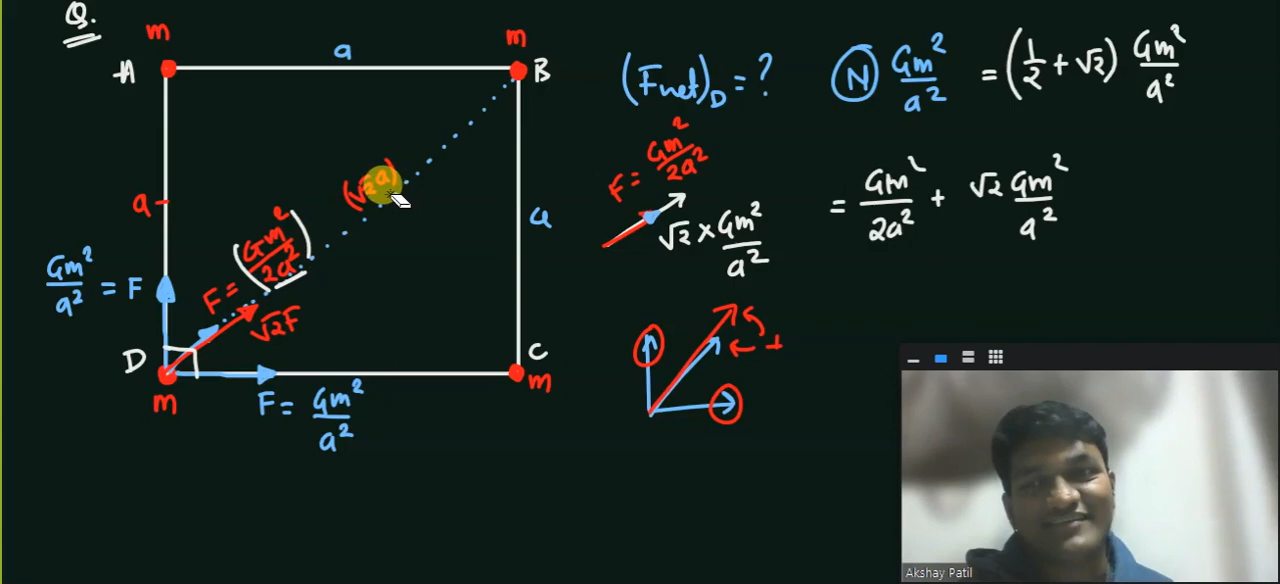 Q.
m
a
m
A
B
(Fnet)D = ?
(N) Gm²/a² = (1/2 + √2) Gm²/a²
F = Gm²/2a²
(√2a)
a
a
√2 × Gm²/a²
= Gm²/2a² + √2 Gm²/a²
Gm²/a² = F
F = (Gm²/2a²)
√2F
D
C
m
m
F = Gm²/a²
Akshay Patil